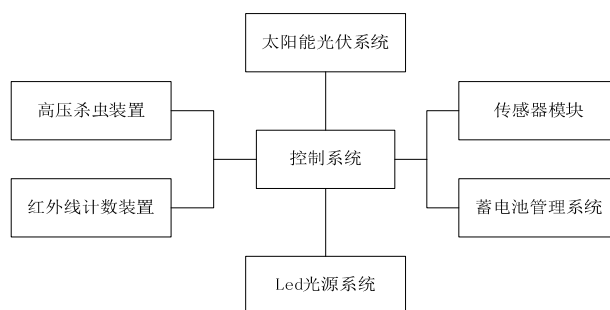 太阳能光伏系统
高压杀虫装置
传感器模块
控制系统
红外线计数装置
蓄电池管理系统
Led光源系统